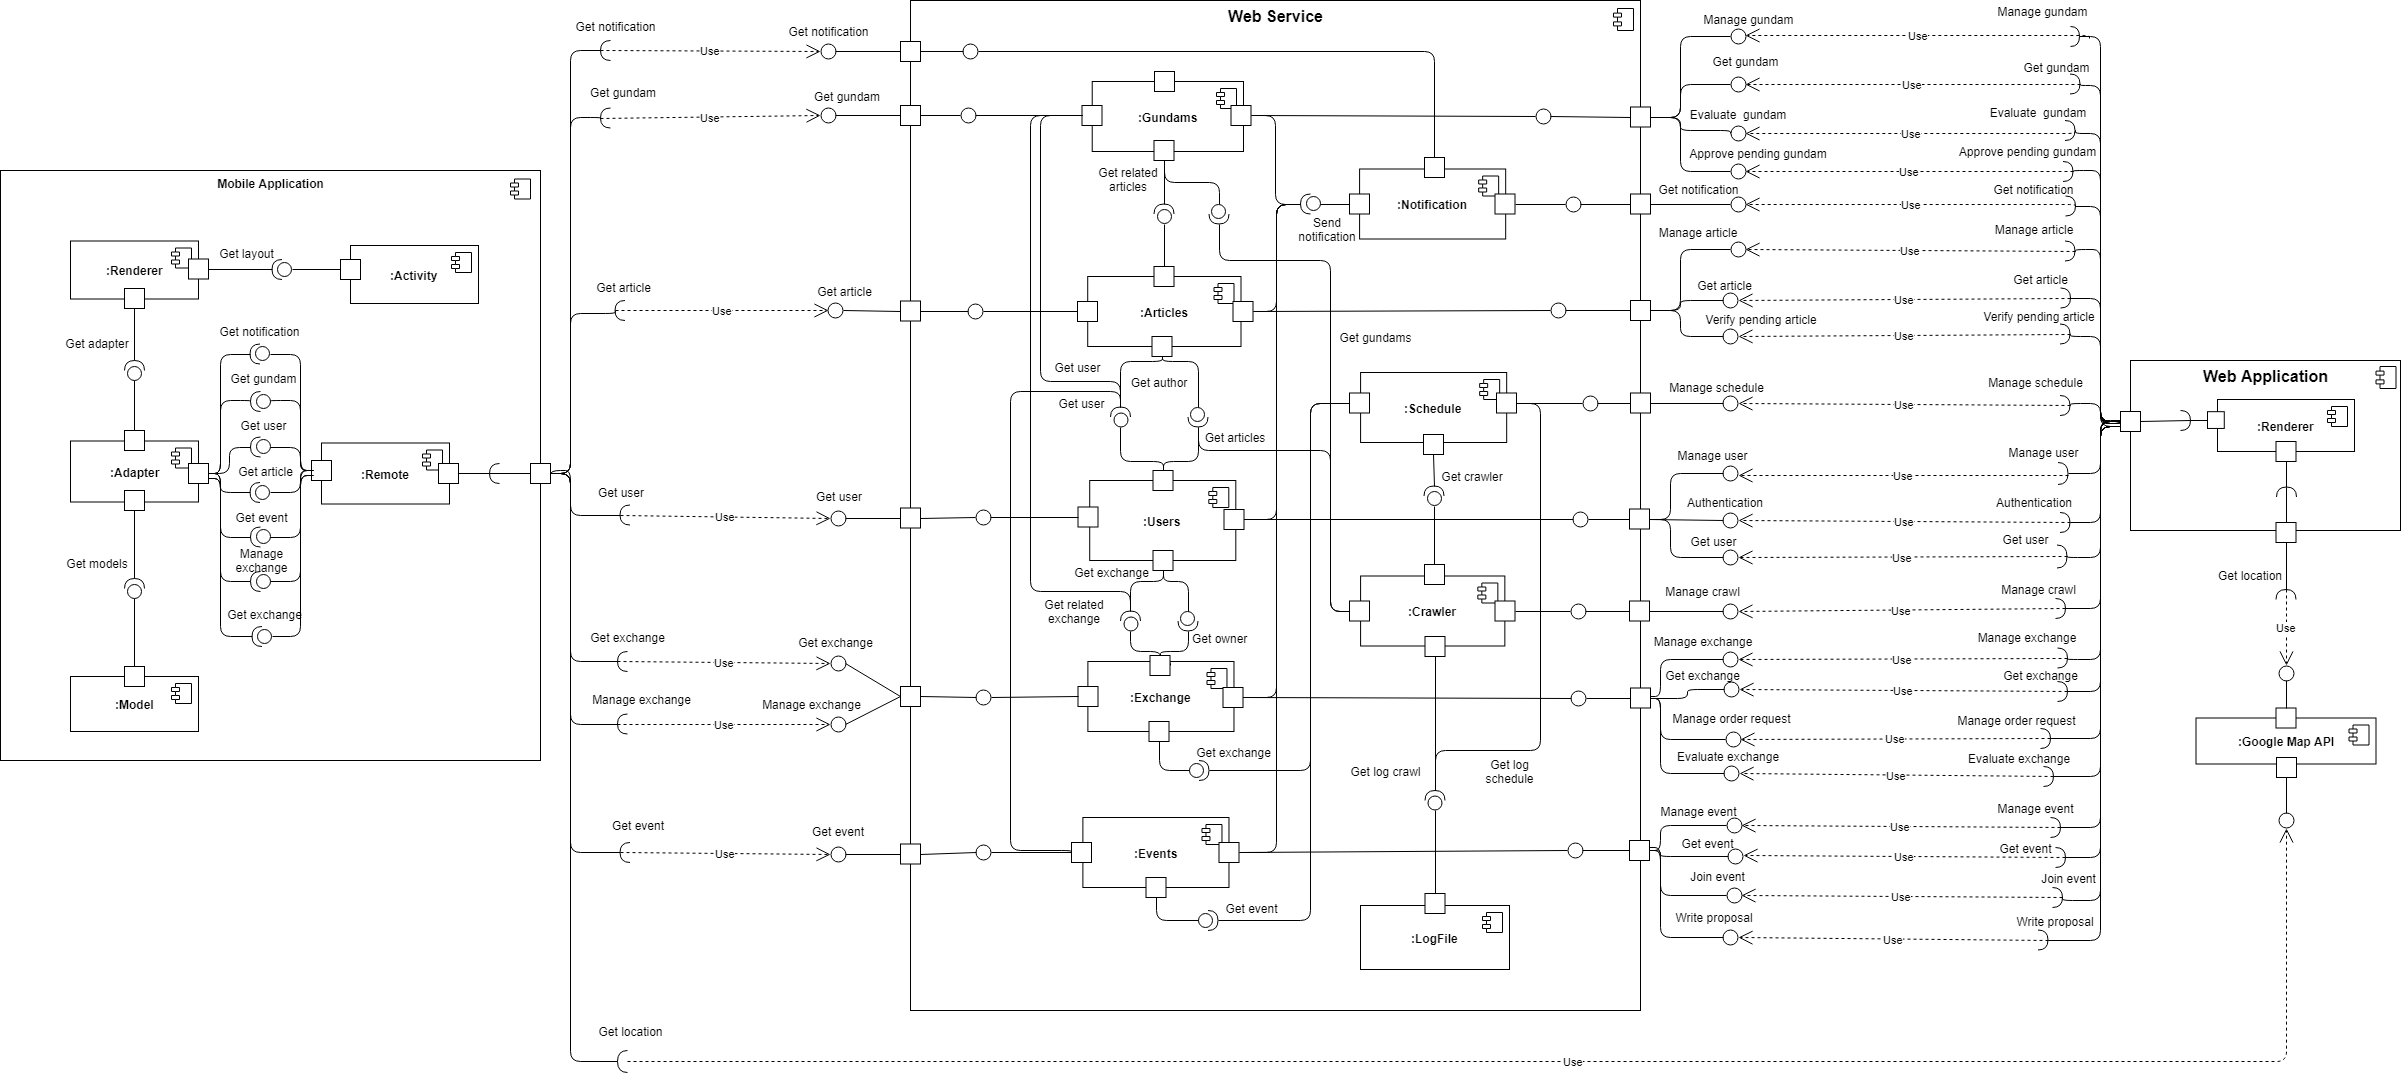 Web Service
Mobile Application
:Renderer
Get layout
:Activity
Get adapter
Get notification
Get gundam
Get user
Get article
Get event
Manage
exchange
Get exchange
:Adapter
:Remote
Get models
:Model
Get notification
Use
Get notification
Get gundam
Use
Get gundam
Get article
Use
Get article
Get user
Use
Get user
Get exchange
Use
Get exchange
Manage exchange
Use
Manage exchange
Get event
Use
Get event
Get location
Use
:Gundams
Get related
articles
:Notification
Send
notification
:Articles
Get gundams
Get user
Get author
Get user
Get articles
:Schedule
Get crawler
:Users
Get exchange
Get related
exchange
Get owner
:Crawler
:Exchange
Get exchange
Get log crawl
Get log
schedule
:Events
Get event
:LogFile
Manage gundam
Use
Manage gundam
Get gundam
Use
Get gundam
Evaluate  gundam
Use
Evaluate  gundam
Approve pending gundam
Use
Approve pending gundam
Get notification
Use
Get notification
Manage article
Use
Manage article
Get article
Use
Get article
Verify pending article
Use
Verify pending article
Manage schedule
Use
Manage schedule
Manage user
Use
Manage user
Authentication
Use
Authentication
Get user
Use
Get user
Manage crawl
Use
Manage crawl
Manage exchange
Use
Manage exchange
Get exchange
Use
Get exchange
Manage order request
Use
Manage order request
Evaluate exchange
Use
Evaluate exchange
Manage event
Use
Manage event
Get event
Use
Get event
Join event
Use
Join event
Write proposal
Use
Write proposal
Web Application
:Renderer
Get location
Use
:Google Map API